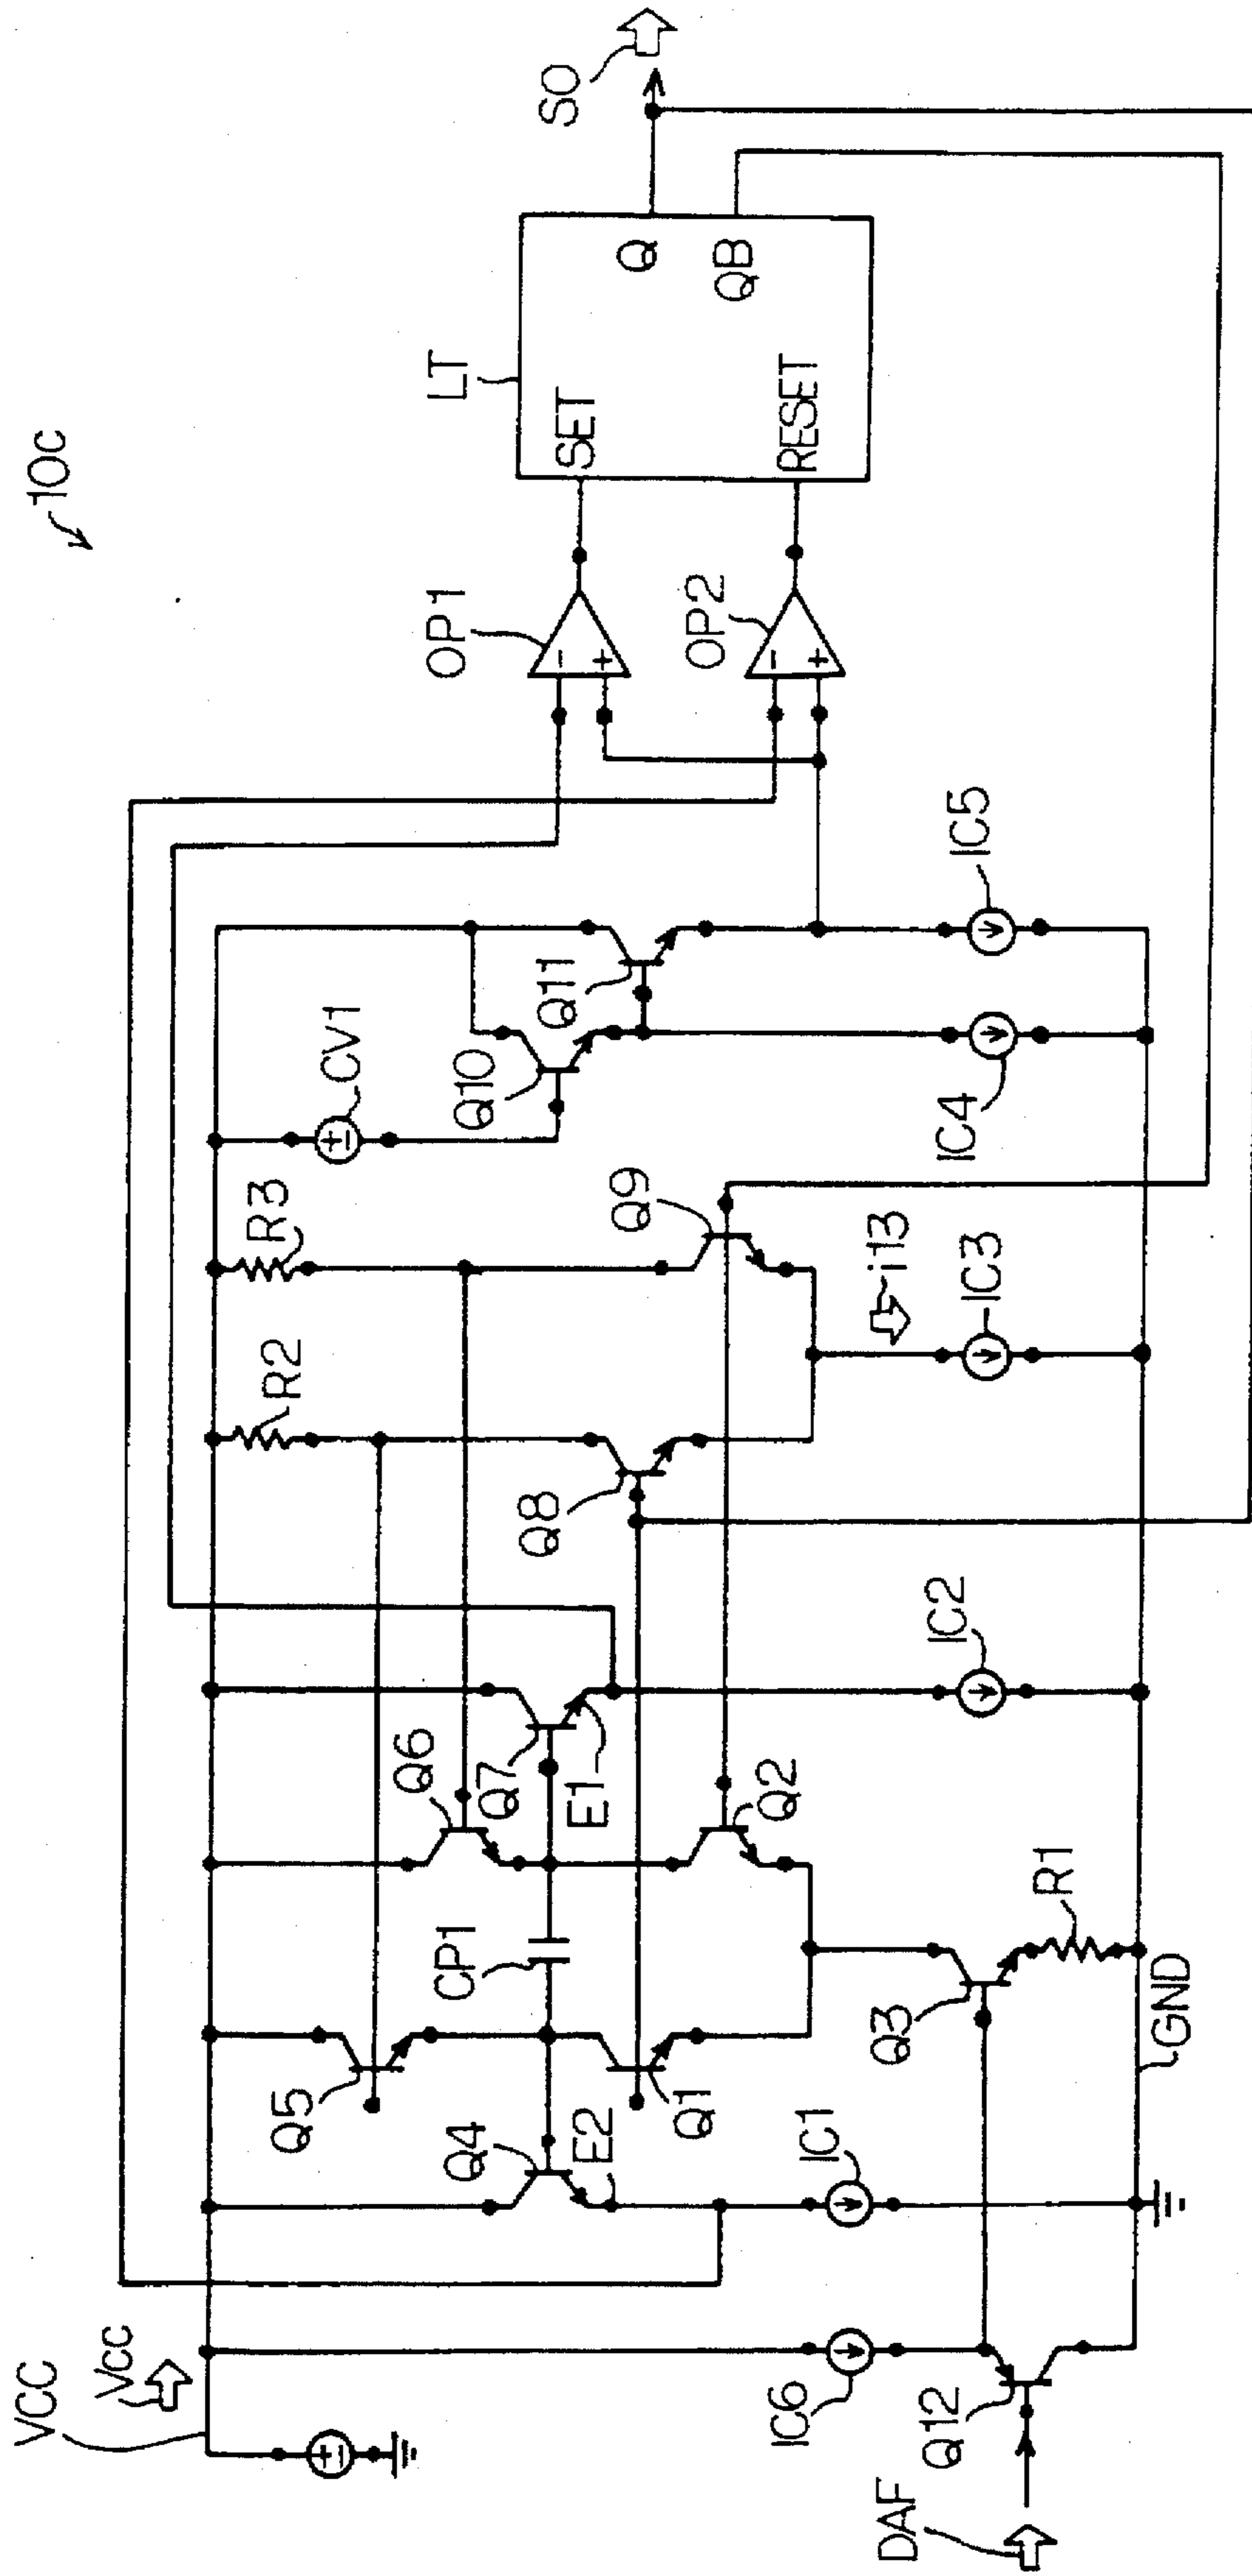 10c
VCC
Vcc
R2
R3
CV1
Q5
Q4
CP1
Q6
Q7
E1
E2
Q1
Q2
Q8
Q9
Q10
Q11
OP1
-
+
OP2
-
+
LT
SET
RESET
Q
QB
SO
IC6
Q12
DAF
IC1
Q3
R1
GND
IC2
i13
IC3
IC4
IC5